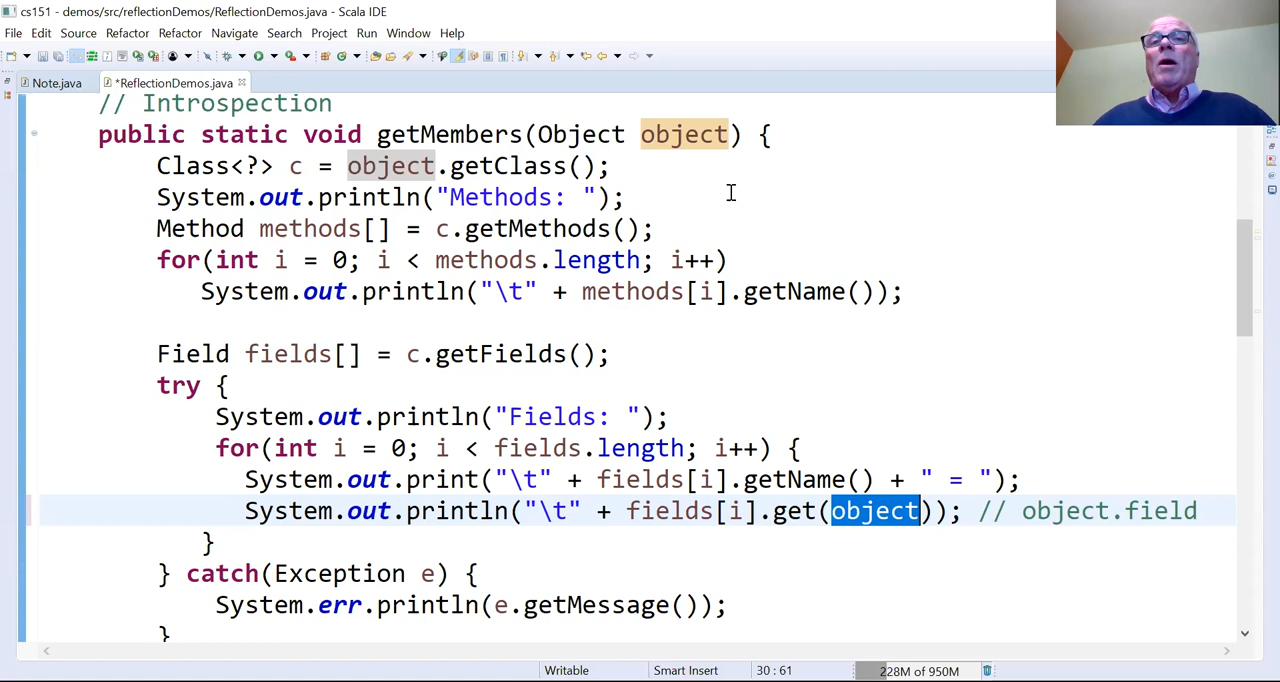 cs151 - demos/src/reflectionDemos/ReflectionDemos.java - Scala IDE
File Edit Source Refactor Refactor Navigate Search Project Run Window Help
Note.java *ReflectionDemos.java
// Introspection
public static void getMembers(Object object) {
Class<?> c = object.getClass();
System.out.println("Methods: ");
Method methods[] = c.getMethods();
for(int i = 0; i < methods.length; i++)
System.out.println("\t" + methods[i].getName());
Field fields[] = c.getFields();
try {
System.out.println("Fields: ");
for(int i = 0; i < fields.length; i++) {
System.out.print("\t" + fields[i].getName() + " = ");
System.out.println("\t" + fields[i].get(object)); // object.field
}
} catch(Exception e) {
System.err.println(e.getMessage());
}
Writable Smart Insert 30 : 61 228M of 950M